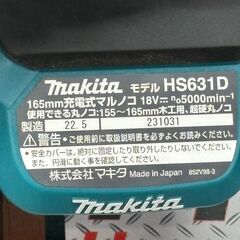 makita モデル HS631D
165mm充電式マルノコ 18V⎓ n₀5000min⁻¹
使用できる丸ノコ:155～165mm木工用、超硬丸ノコ
製造 22.5 231031
⚠警告
・ご使用前に取扱説明書を必ずよく読んでください。
・安全カバーは、絶対に固定したり、取外したりしないでください。
また、円滑に動く事を確認してください。
株式会社マキタ Made in Japan 852V98-3
makita